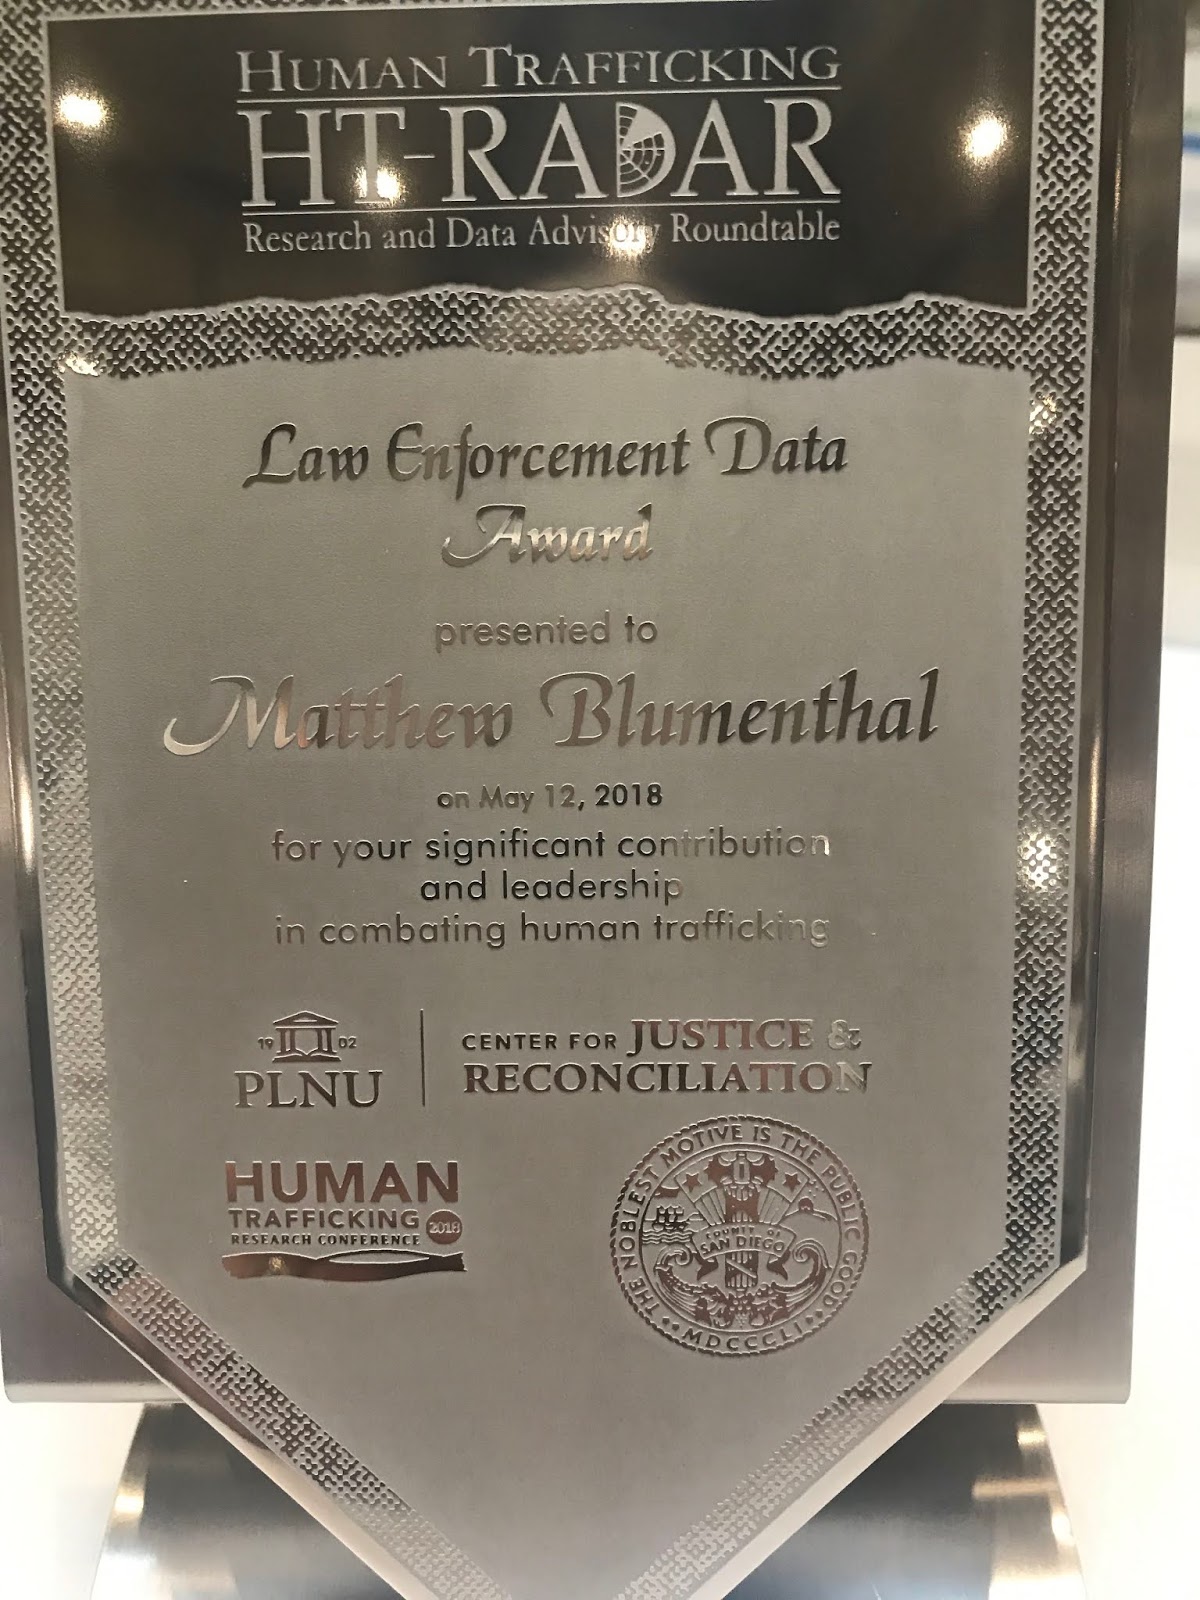 HUMAN TRAFFICKING
HT-RADAR
Research and Data Advisory Roundtable
Law Enforcement Data
Award
presented to
Matthew Blumenthal
on May 12, 2018
for your significant contribution
and leadership
in combating human trafficking
19 02
PLNU
CENTER FOR JUSTICE &
RECONCILIATION
HUMAN
TRAFFICKING 2018
RESEARCH CONFERENCE
THE NOBLEST MOTIVE IS THE PUBLIC GOOD
COUNTY OF
SAN DIEGO
MDCCCLI